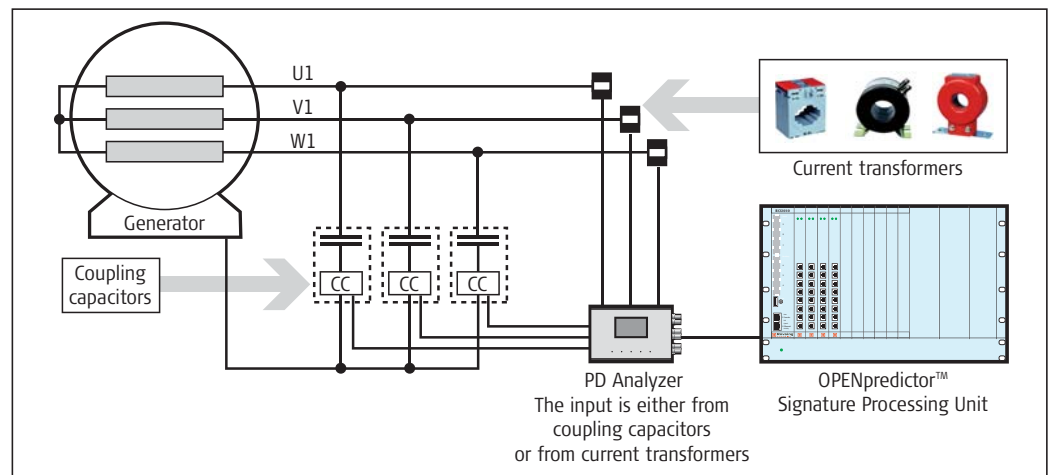 U1
V1
W1
Generator
Coupling
capacitors
CC
CC
CC
Current transformers
PD Analyzer
The input is either from
coupling capacitors
or from current transformers
OPENpredictor™
Signature Processing Unit